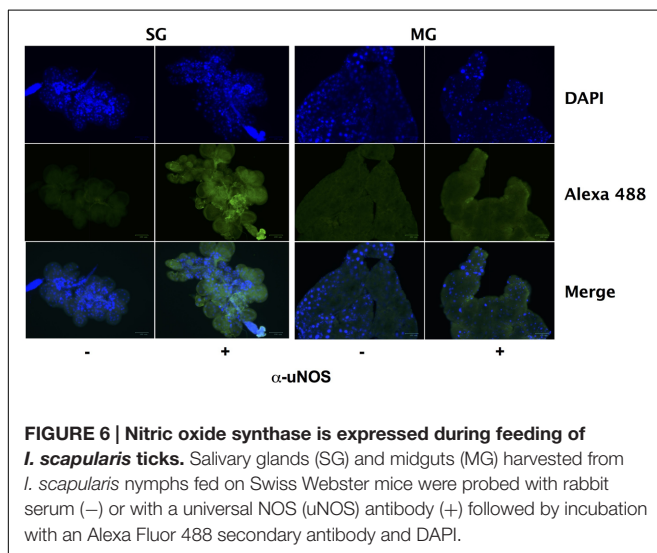 SG MG
DAPI
Alexa 488
Merge
- + - +
α-uNOS
FIGURE 6 | Nitric oxide synthase is expressed during feeding of
I. scapularis ticks. Salivary glands (SG) and midguts (MG) harvested from
I. scapularis nymphs fed on Swiss Webster mice were probed with rabbit
serum (−) or with a universal NOS (uNOS) antibody (+) followed by incubation
with an Alexa Fluor 488 secondary antibody and DAPI.